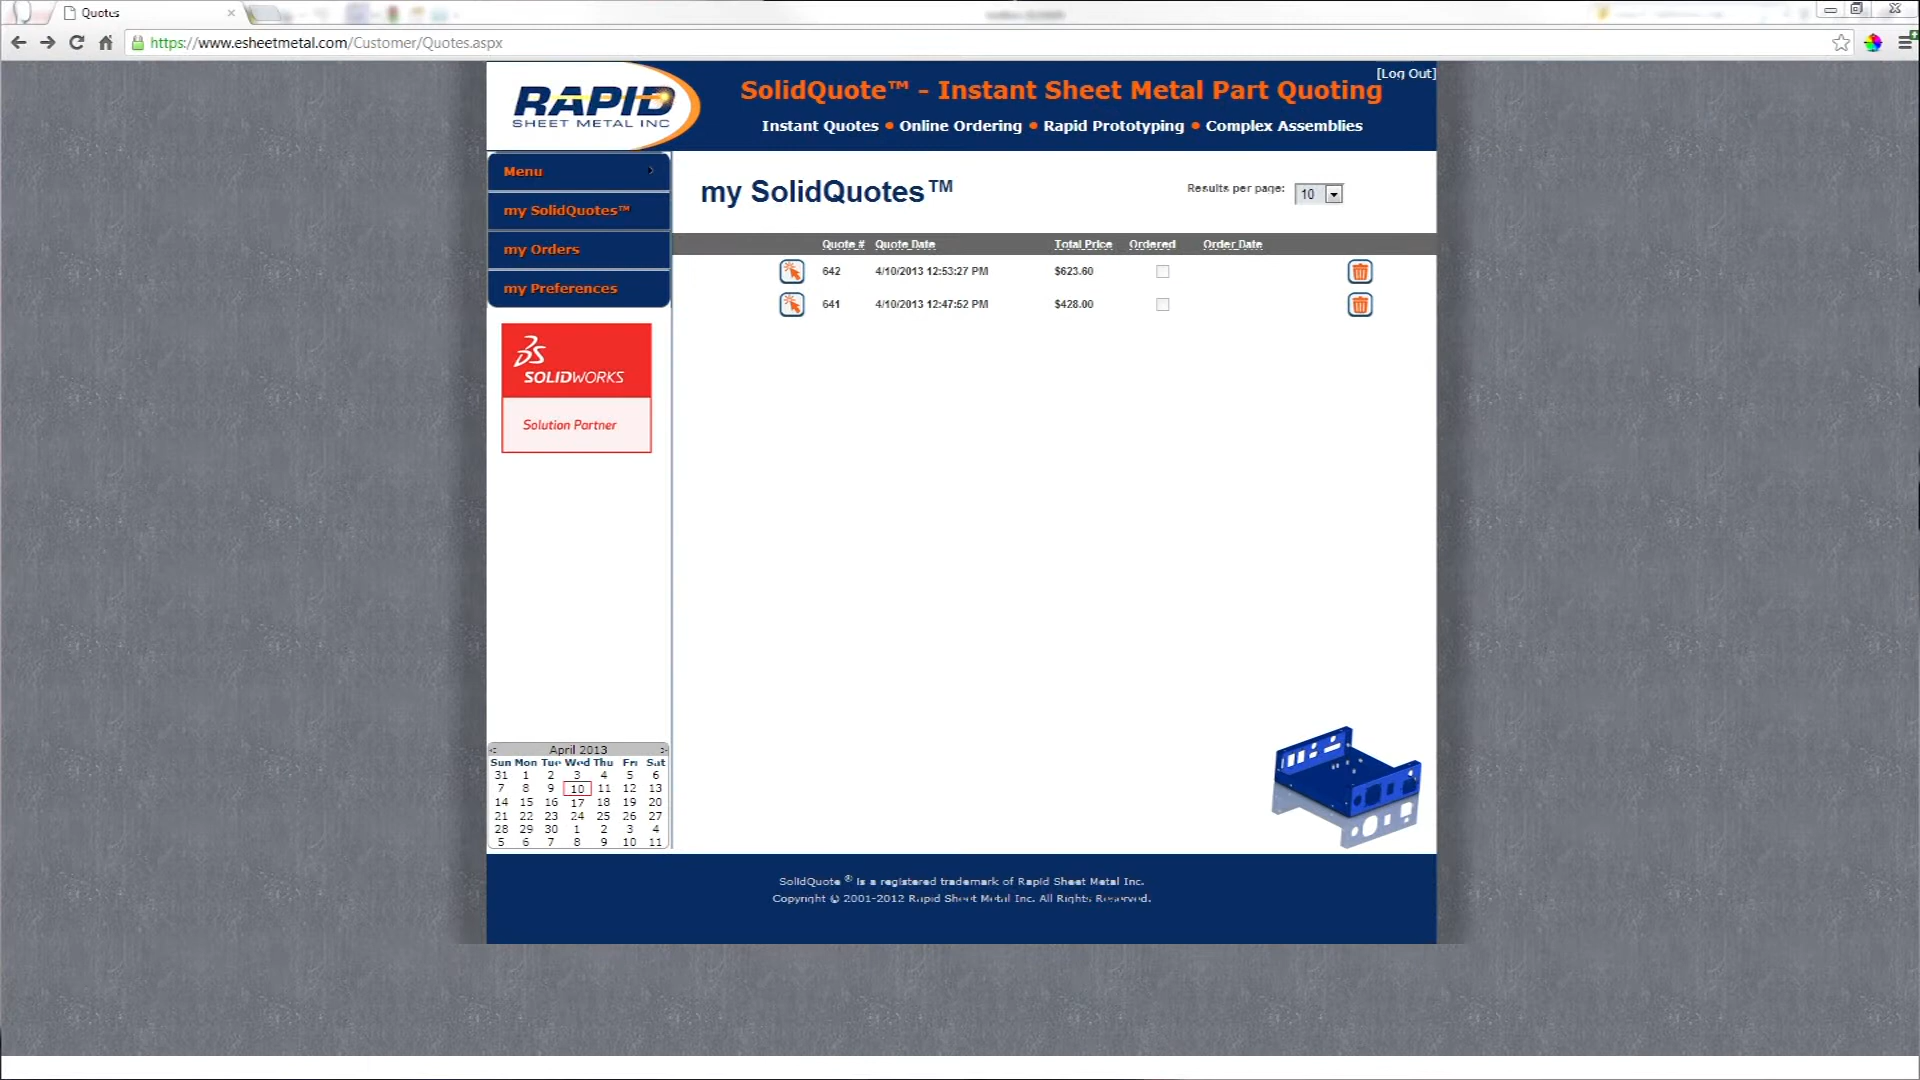 Quotes
https://www.esheetmetal.com/Customer/Quotes.aspx
[Log Out]
RAPID
SHEET METAL INC
SolidQuote™ - Instant Sheet Metal Part Quoting
Instant Quotes • Online Ordering • Rapid Prototyping • Complex Assemblies
Menu
my SolidQuotes™
my Orders
my Preferences
my SolidQuotes™
Results per page: 10
Quote # Quote Date Total Price Ordered Order Date
642 4/10/2013 12:53:27 PM $623.60
641 4/10/2013 12:47:52 PM $428.00
SOLIDWORKS
Solution Partner
< April 2013 >
Sun Mon Tue Wed Thu Fri Sat
31 1 2 3 4 5 6
7 8 9 10 11 12 13
14 15 16 17 18 19 20
21 22 23 24 25 26 27
28 29 30 1 2 3 4
5 6 7 8 9 10 11
SolidQuote ® is a registered trademark of Rapid Sheet Metal Inc.
Copyright © 2001-2012 Rapid Sheet Metal Inc. All Rights Reserved.